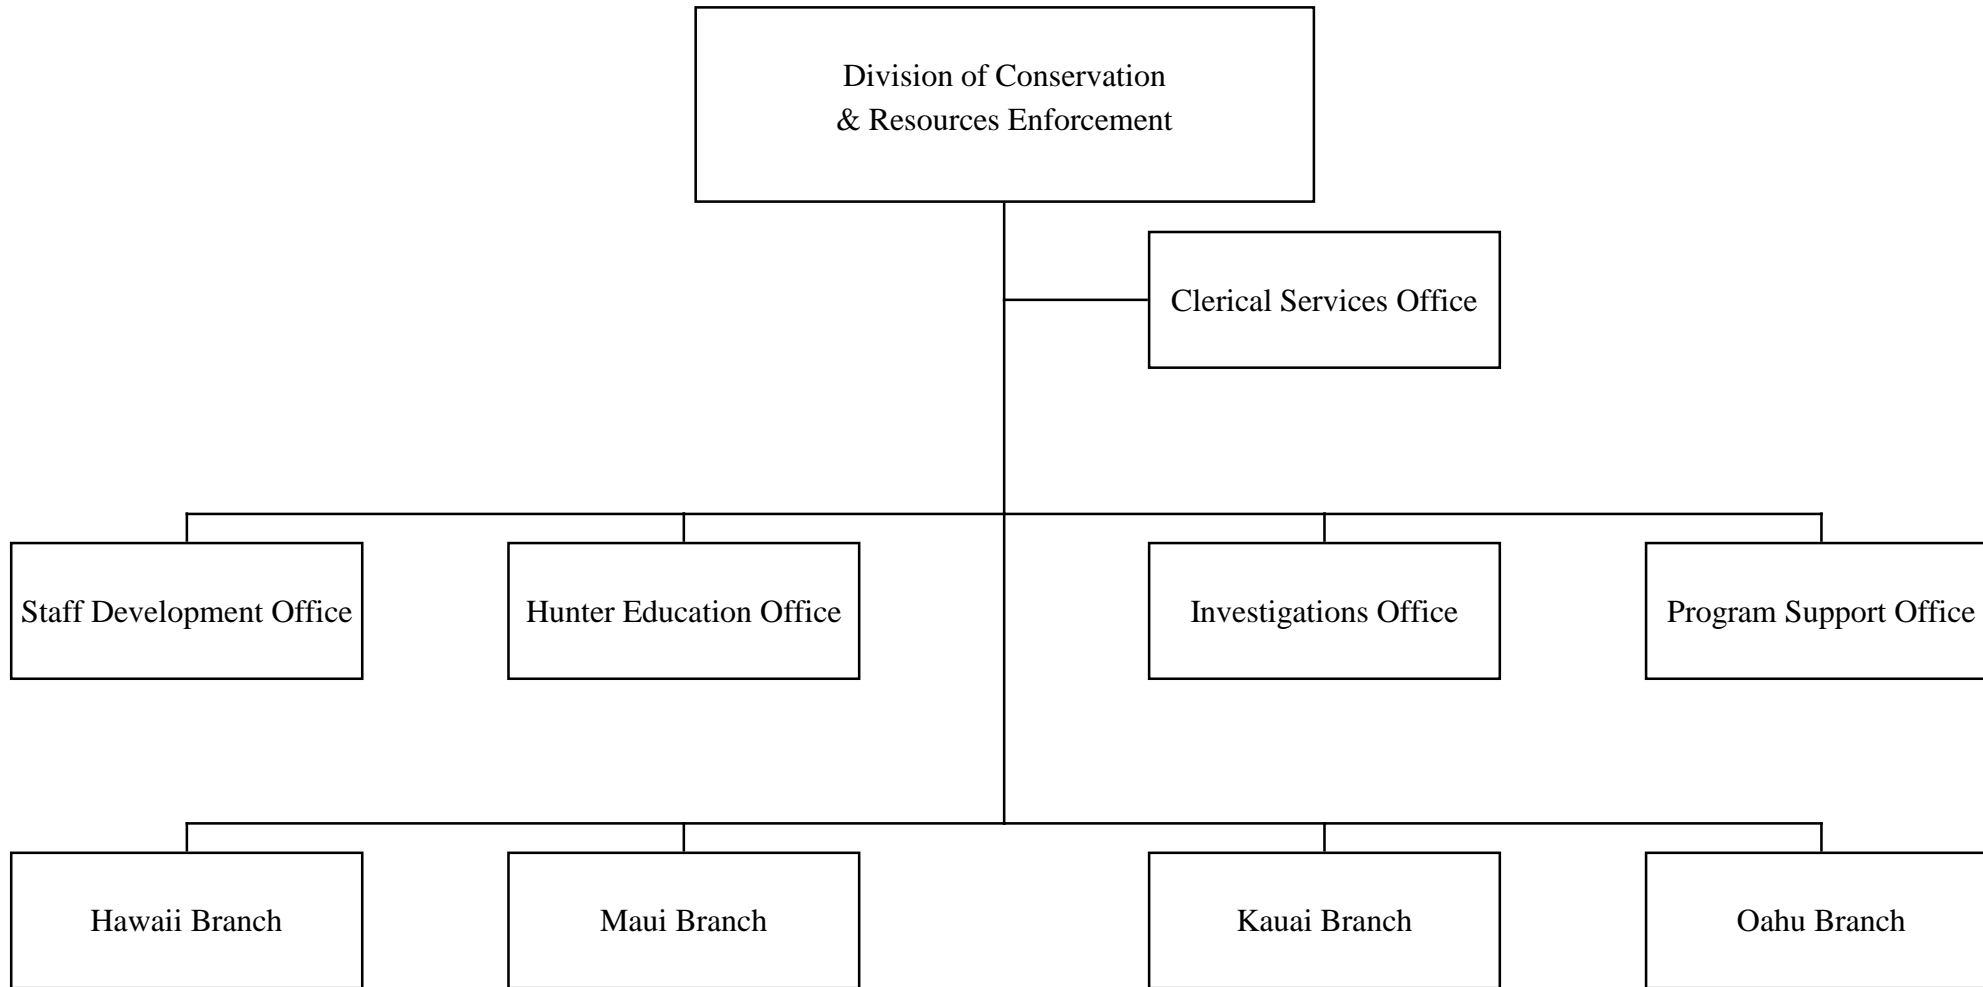 Division of Conservation
& Resources Enforcement
Clerical Services Office
Staff Development Office
Hunter Education Office
Investigations Office
Program Support Office
Hawaii Branch
Maui Branch
Kauai Branch
Oahu Branch